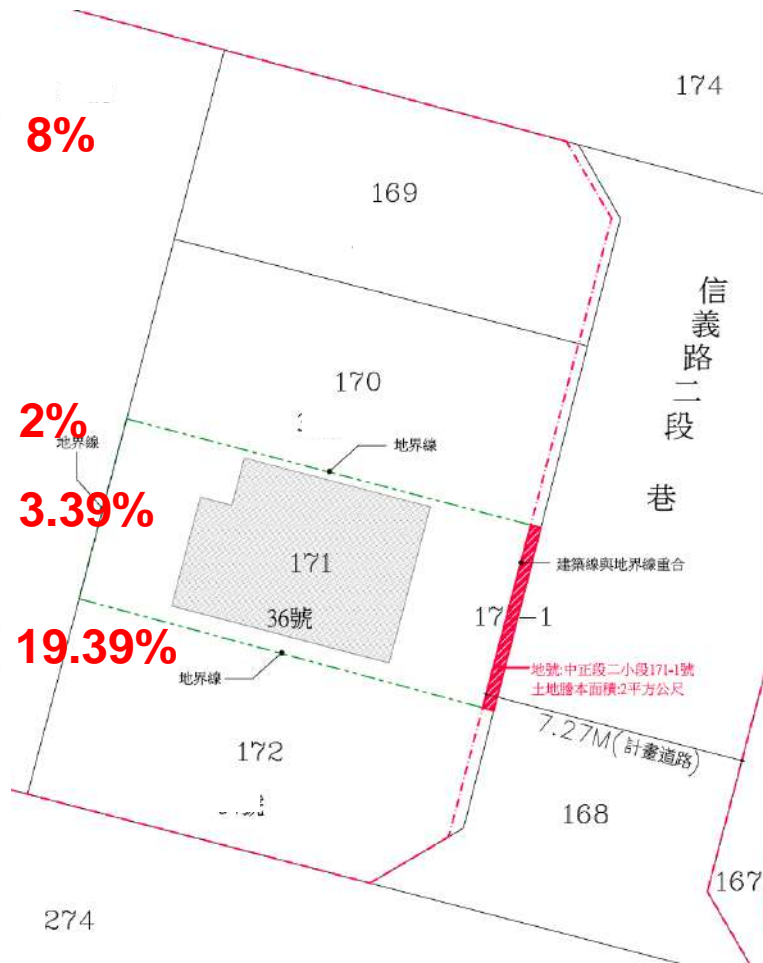 174
8%
169
信義路二段 巷
170
2%
地界線
地界線
3.39%
171
建築線與地界線重合
36號
17 -1
19.39%
地號:中正段二小段171-1號
土地謄本面積:2平方公尺
地界線
7.27M(計畫道路)
172
號
168
167
274